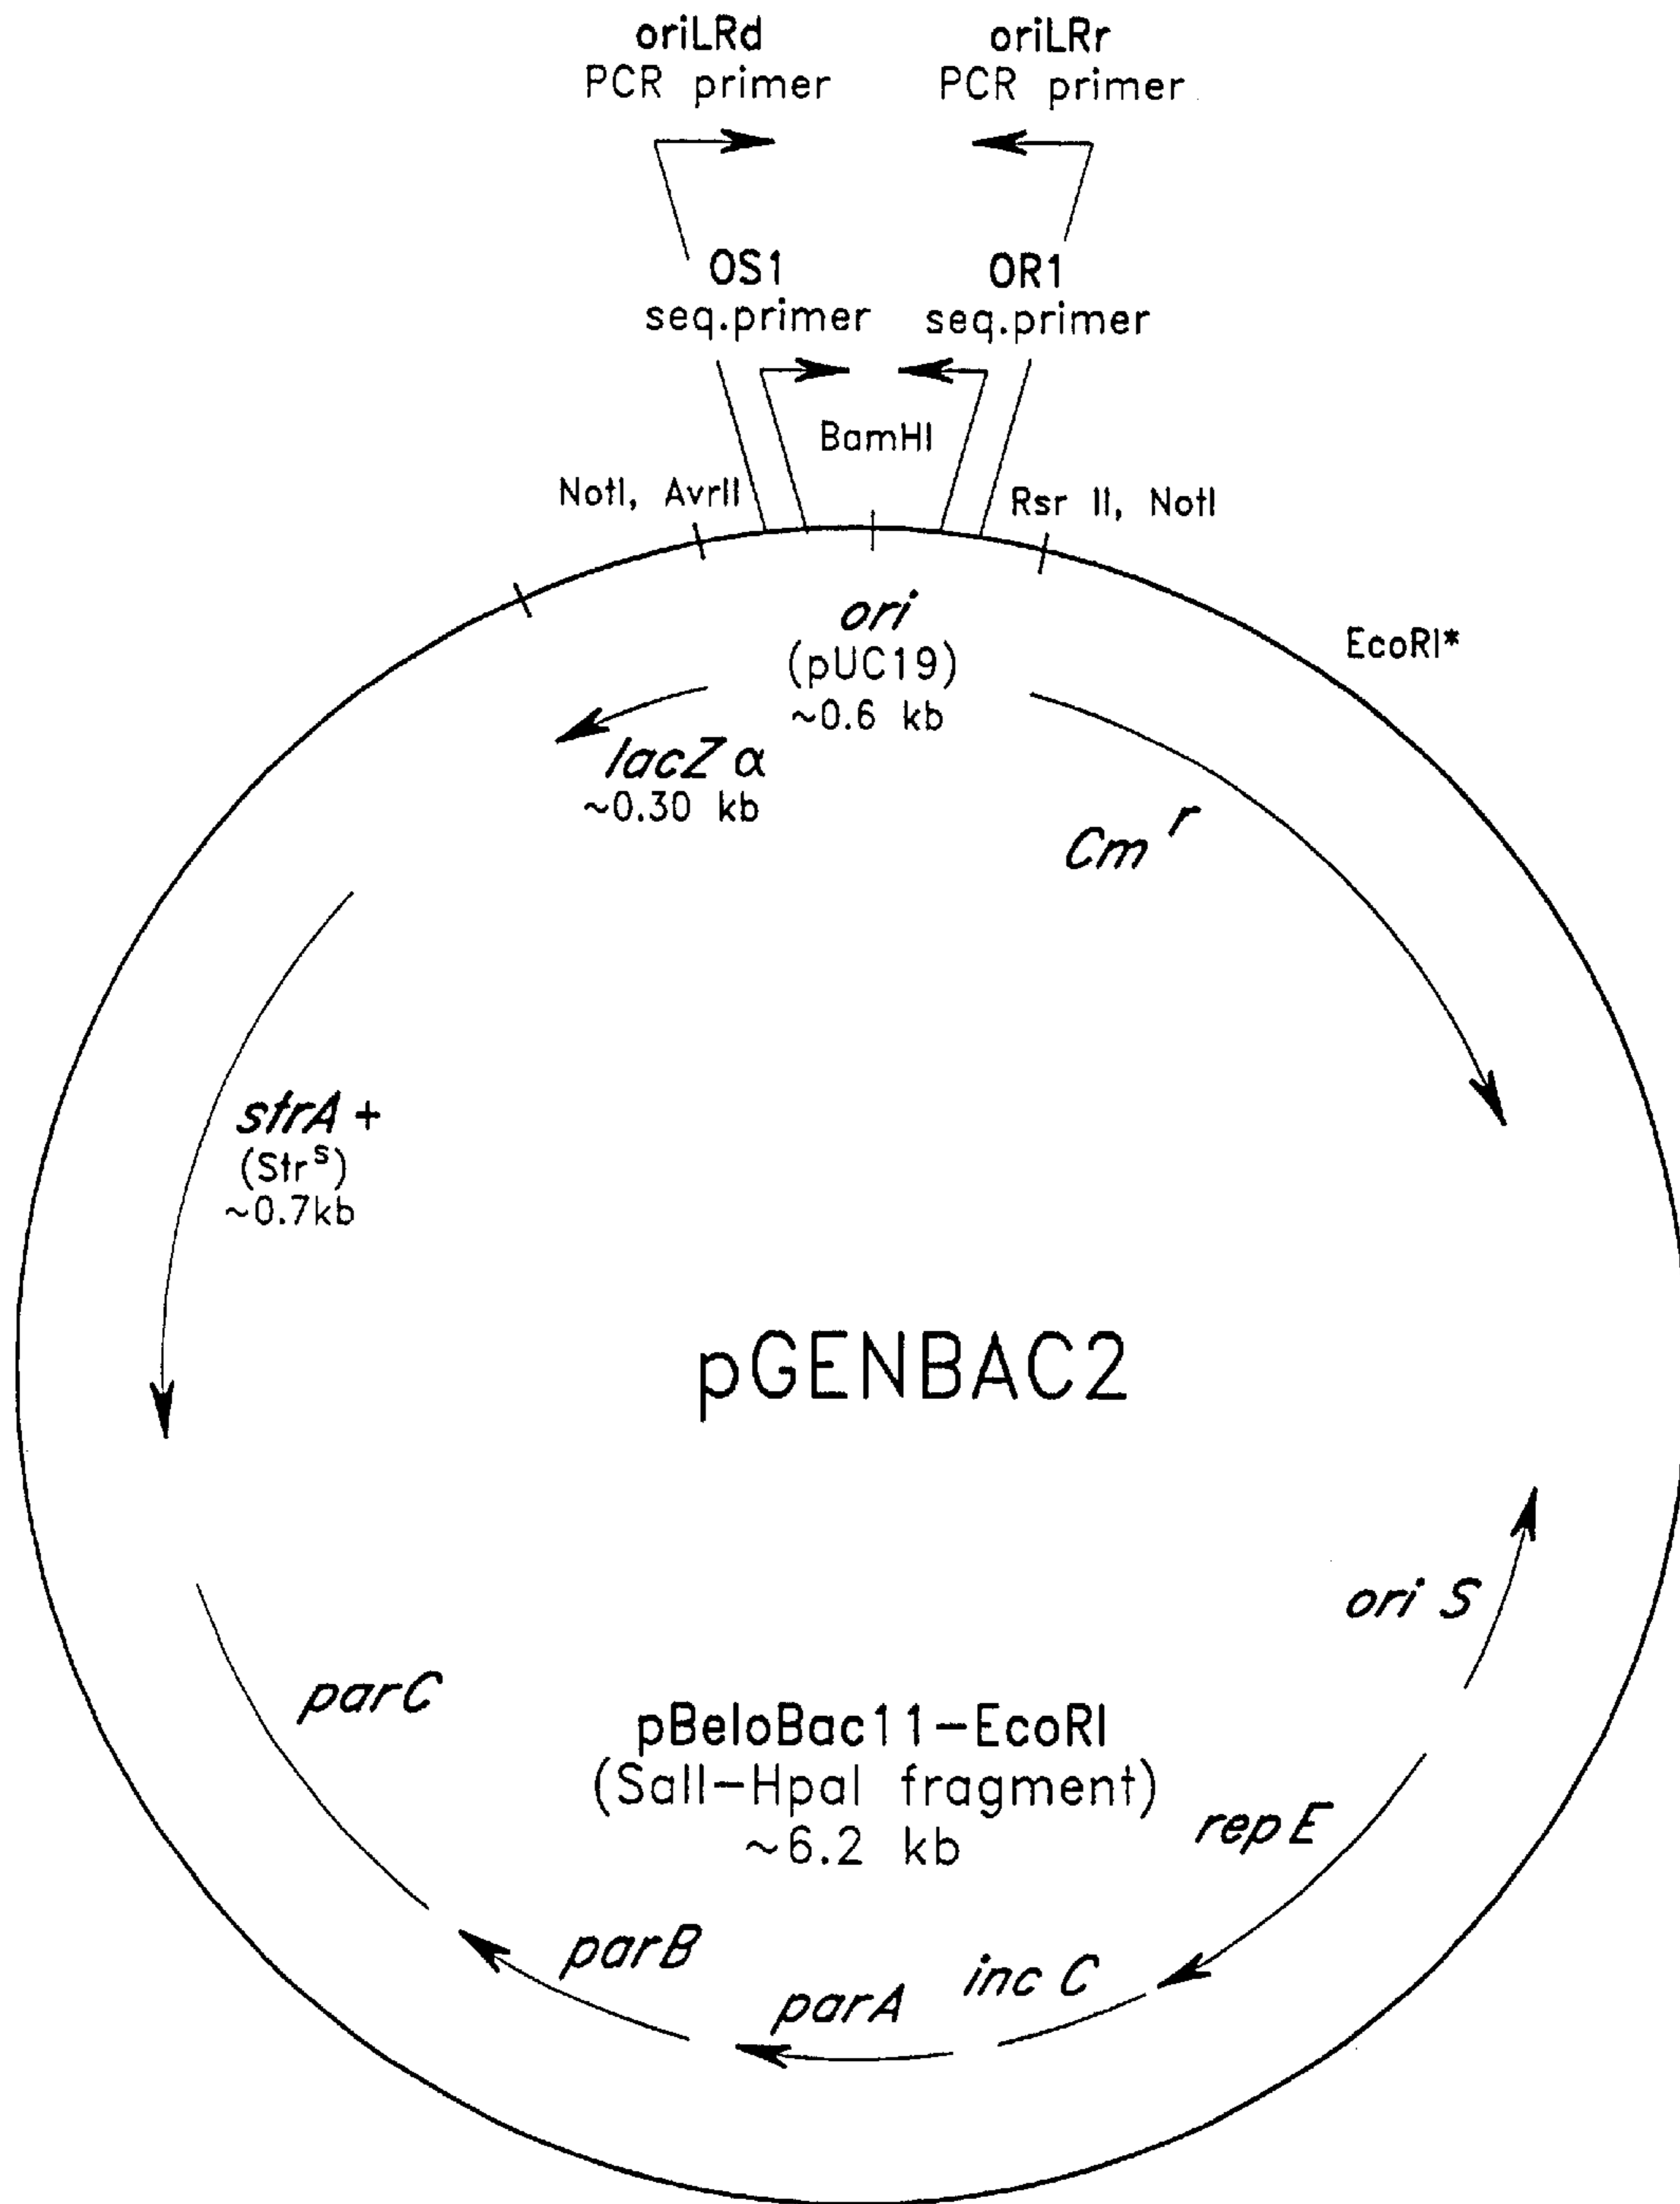 oriLRd
PCR primer
oriLRr
PCR primer
OS1
seq.primer
OR1
seq.primer
BamHI
NotI, AvrII
Rsr II, NotI
EcoRI*
ori
(pUC19)
~0.6 kb
lacZ α
~0.30 kb
Cm r
strA +
(Str s)
~0.7kb
pGENBAC2
ori S
parC
pBeloBac11-EcoRI
(SalI-HpaI fragment)
~6.2 kb
rep E
parB
parA
inc C